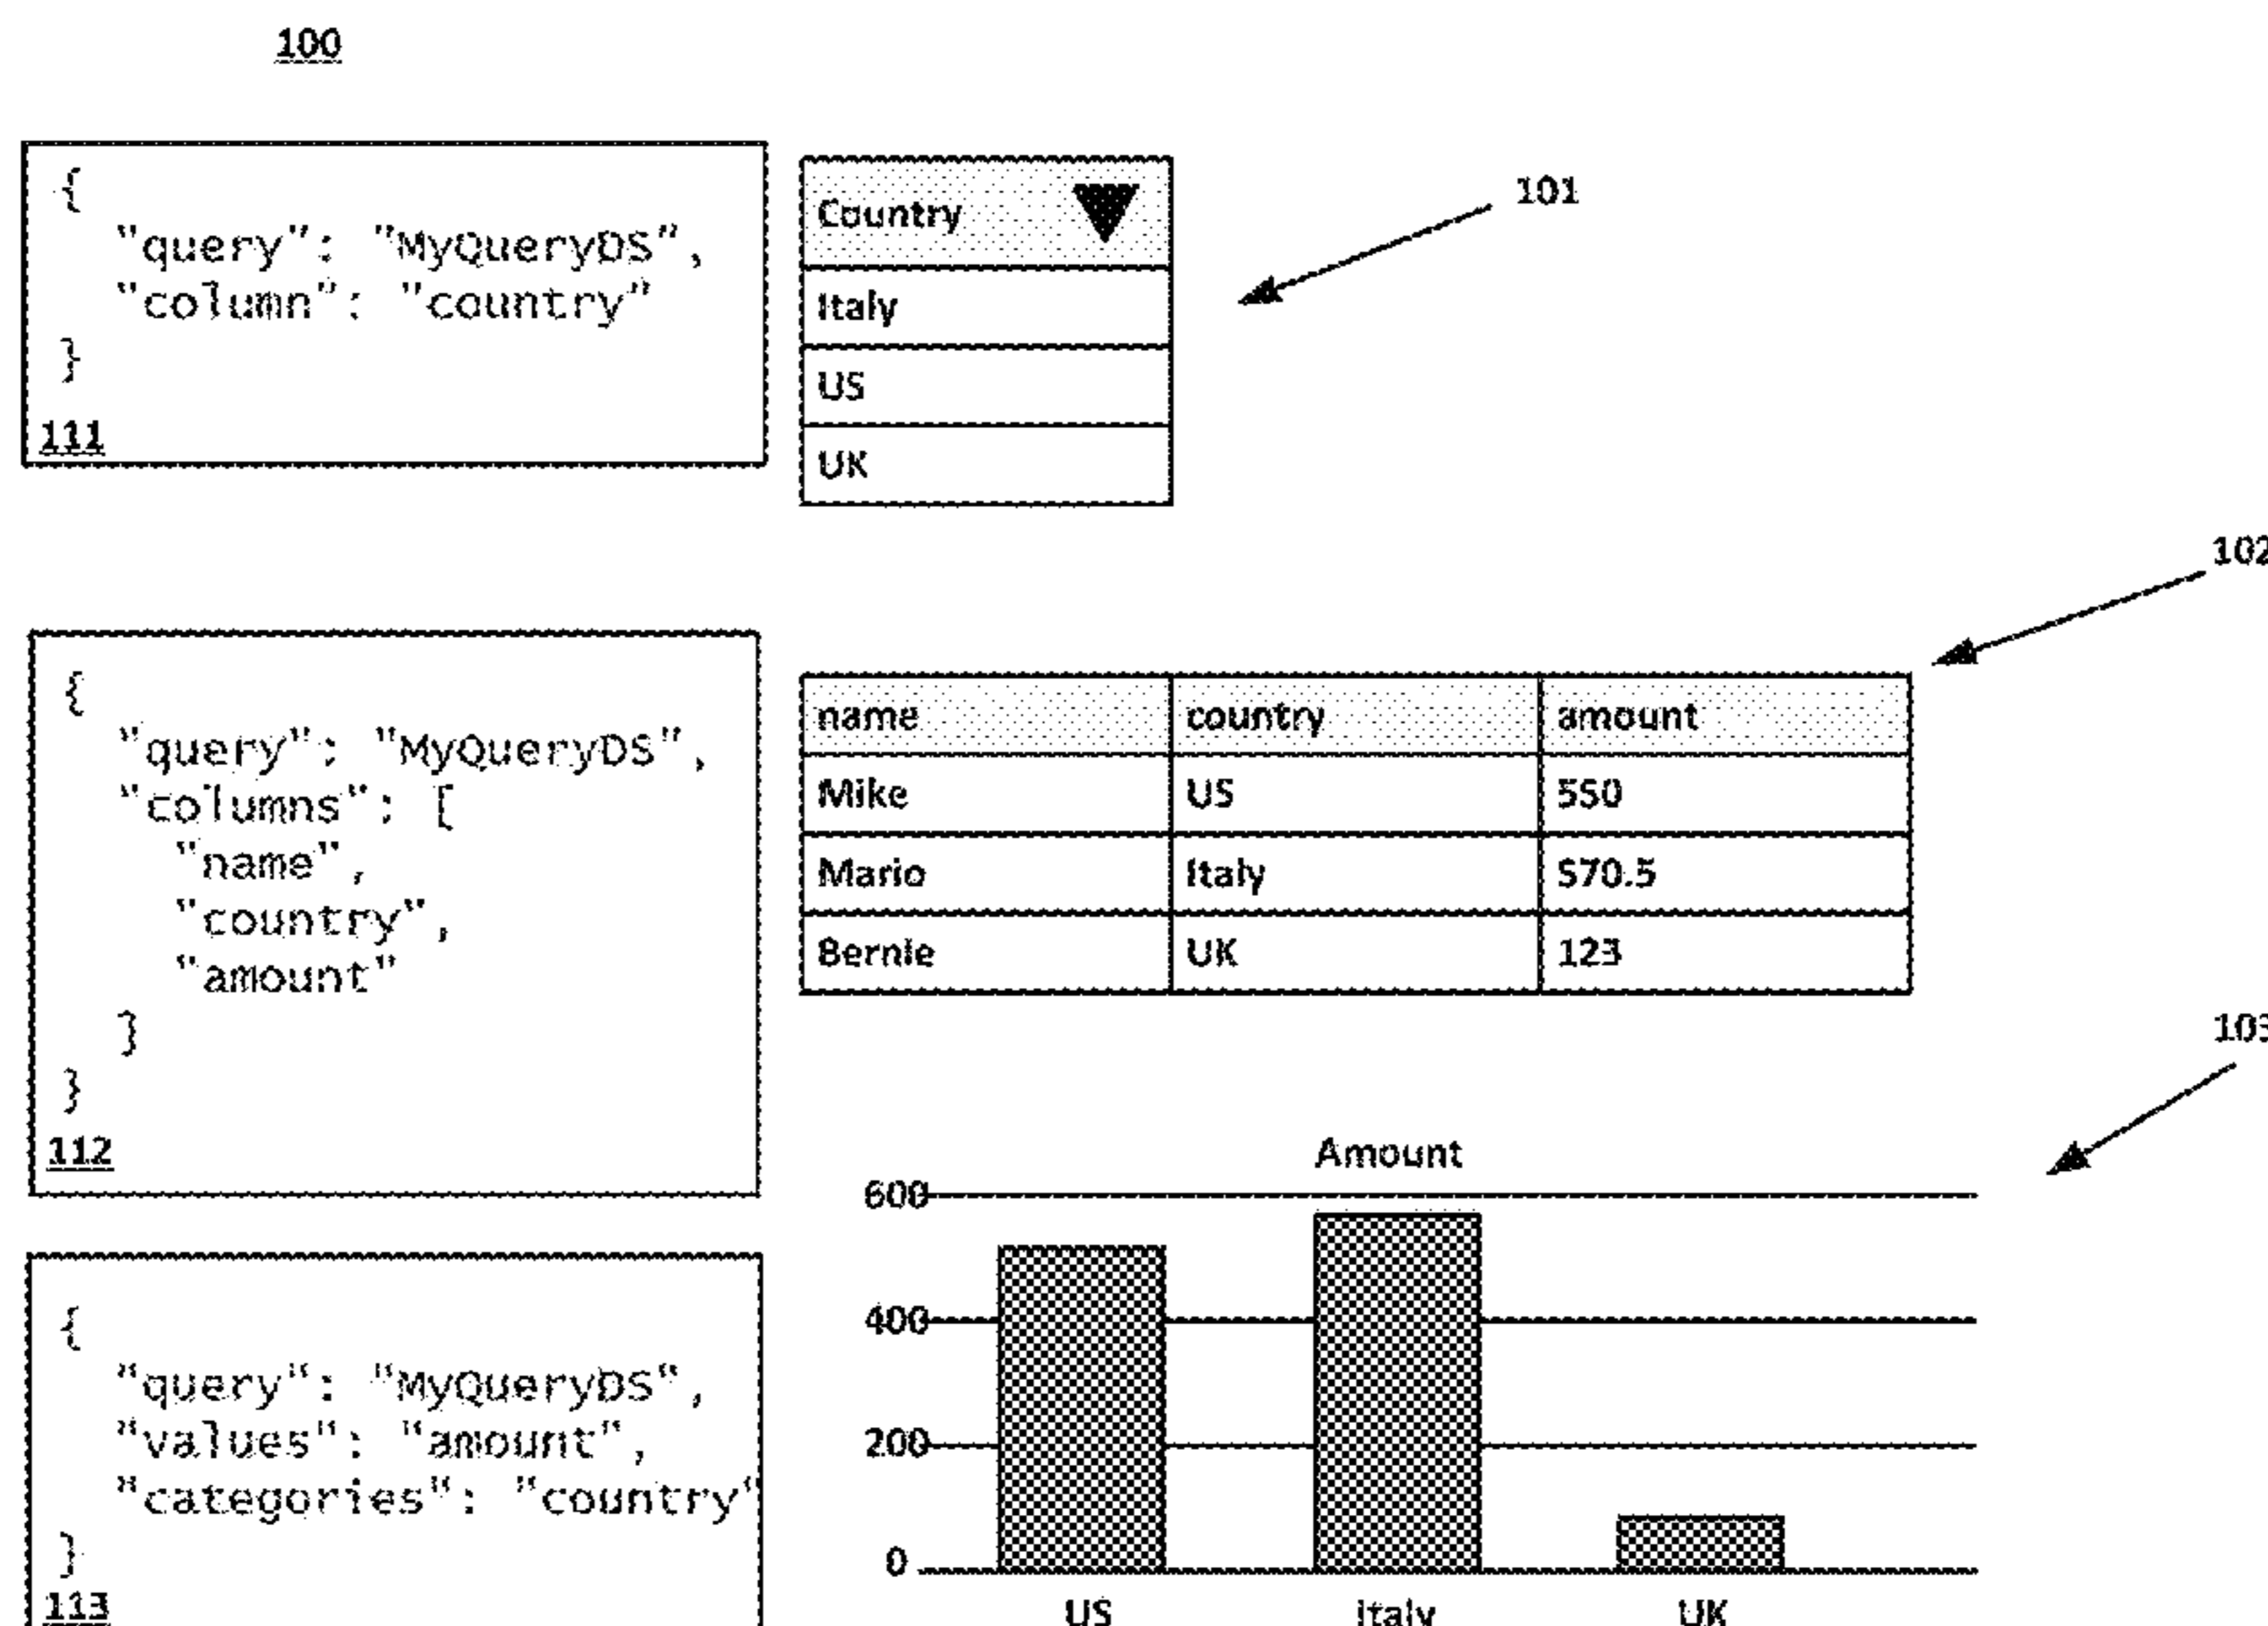 100
{
"query": "MyQueryDS",
"column": "country"
}
111
Country
Italy
US
UK
101
102
{
"query": "MyQueryDS",
"columns": [
"name",
"country",
"amount"
]
}
112
name country amount
Mike US 550
Mario Italy 570.5
Bernie UK 123
103
{
"query": "MyQueryDS",
"values": "amount",
"categories": "country"
}
113
Amount
600
400
200
0
US Italy UK